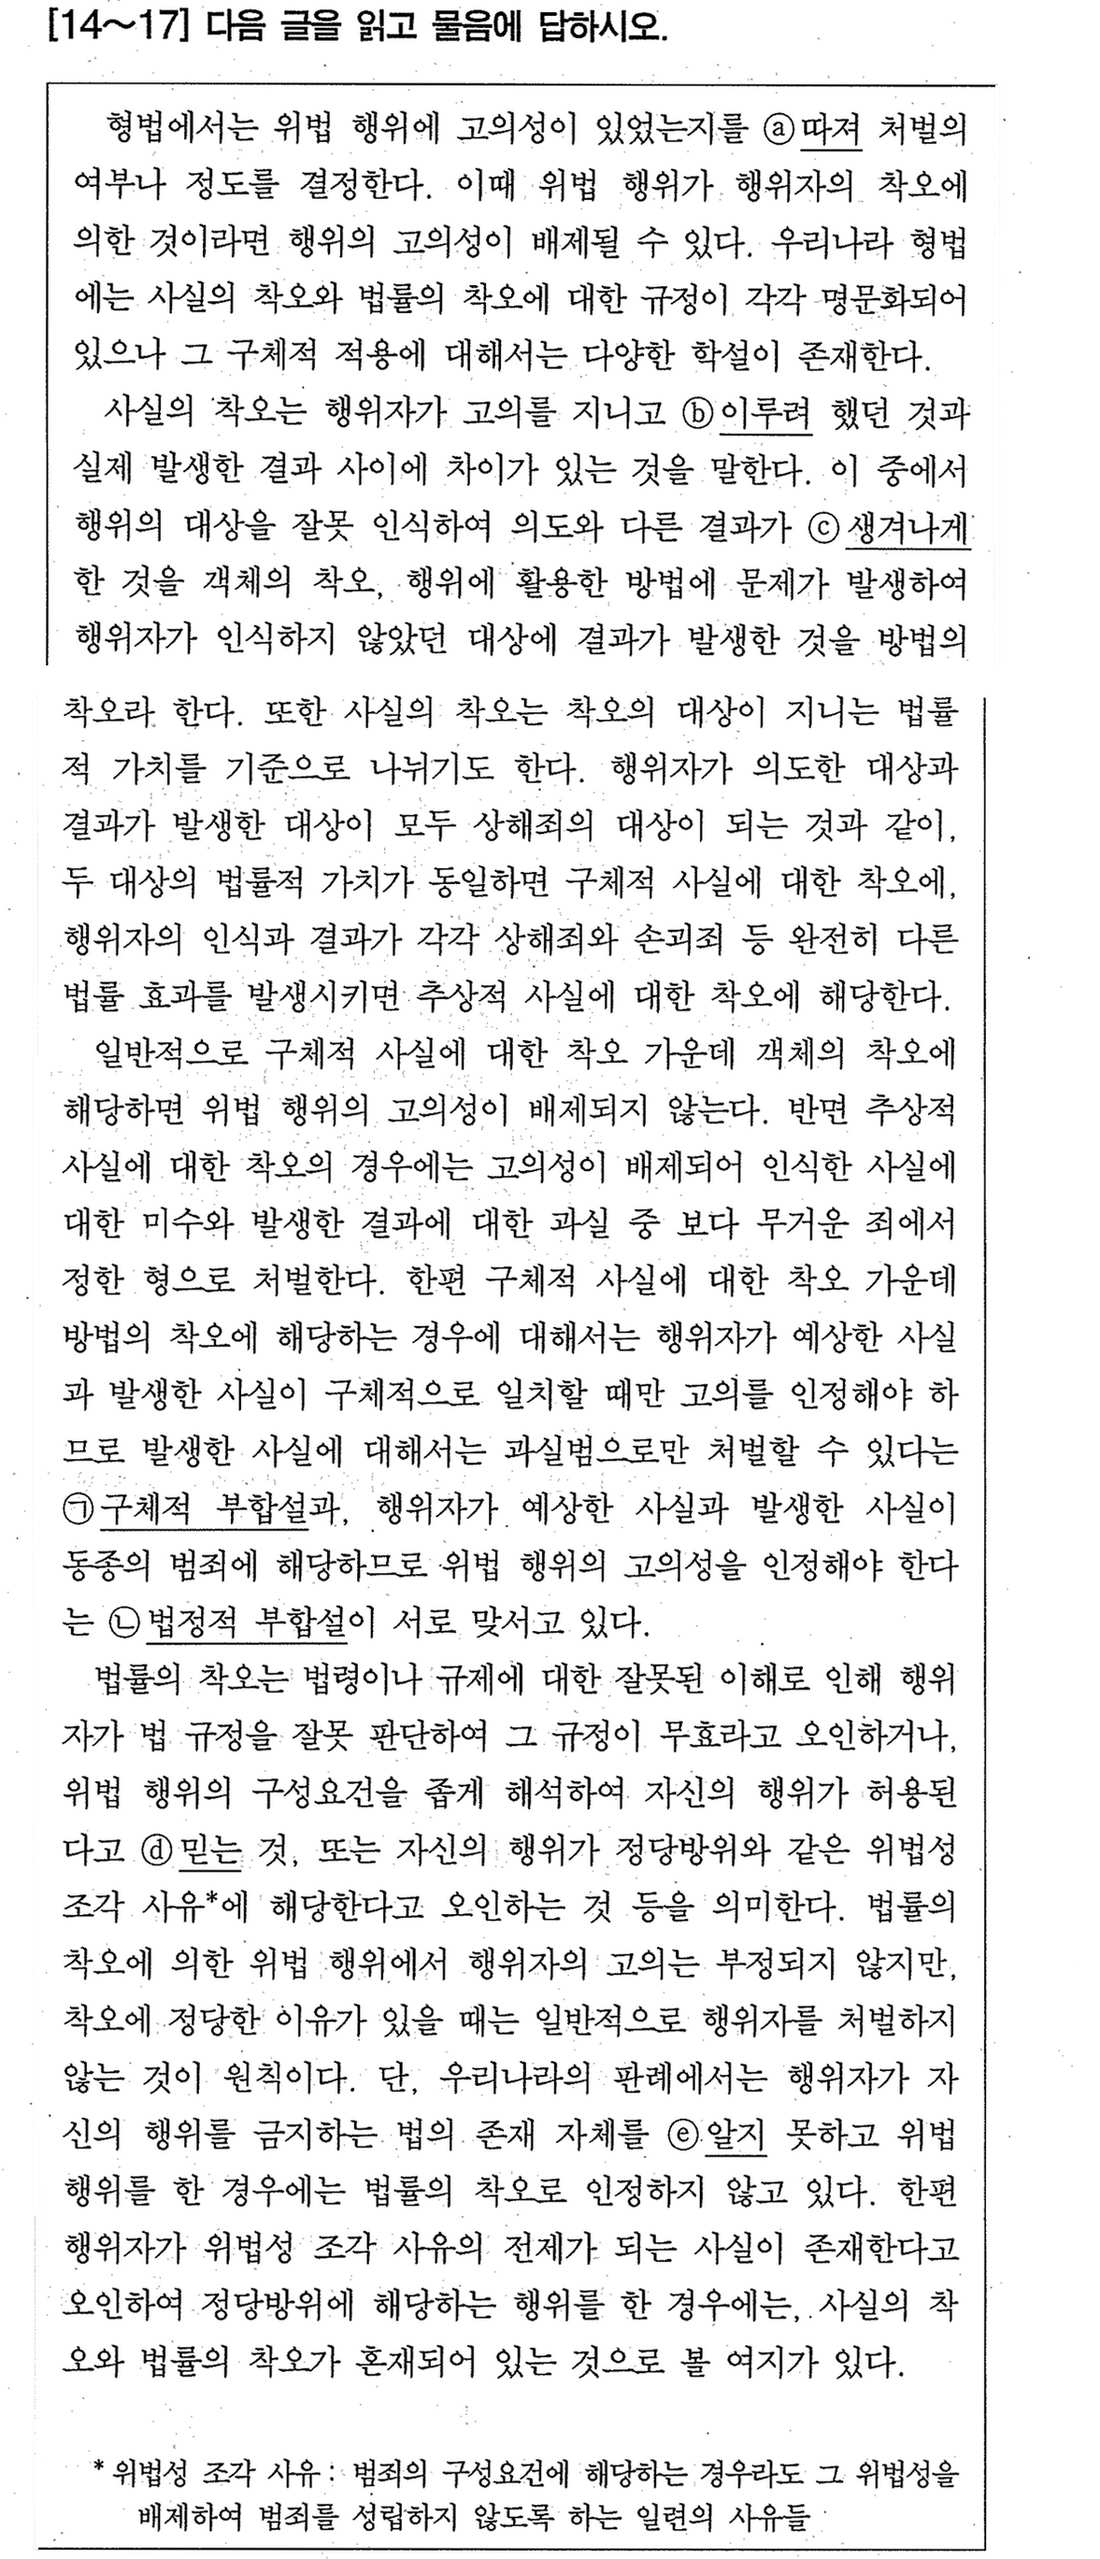 [14~17] 다음 글을 읽고 물음에 답하시오.
형법에서는 위법 행위에 고의성이 있었는지를 ⓐ따져 처벌의
여부나 정도를 결정한다. 이때 위법 행위가 행위자의 착오에
의한 것이라면 행위의 고의성이 배제될 수 있다. 우리나라 형법
에는 사실의 착오와 법률의 착오에 대한 규정이 각각 명문화되어
있으나 그 구체적 적용에 대해서는 다양한 학설이 존재한다.
사실의 착오는 행위자가 고의를 지니고 ⓑ이루려 했던 것과
실제 발생한 결과 사이에 차이가 있는 것을 말한다. 이 중에서
행위의 대상을 잘못 인식하여 의도와 다른 결과가 ⓒ생겨나게
한 것을 객체의 착오, 행위에 활용한 방법에 문제가 발생하여
행위자가 인식하지 않았던 대상에 결과가 발생한 것을 방법의
착오라 한다. 또한 사실의 착오는 착오의 대상이 지니는 법률
적 가치를 기준으로 나뉘기도 한다. 행위자가 의도한 대상과
결과가 발생한 대상이 모두 상해죄의 대상이 되는 것과 같이,
두 대상의 법률적 가치가 동일하면 구체적 사실에 대한 착오에,
행위자의 인식과 결과가 각각 상해죄와 손괴죄 등 완전히 다른
법률 효과를 발생시키면 추상적 사실에 대한 착오에 해당한다.
일반적으로 구체적 사실에 대한 착오 가운데 객체의 착오에
해당하면 위법 행위의 고의성이 배제되지 않는다. 반면 추상적
사실에 대한 착오의 경우에는 고의성이 배제되어 인식한 사실에
대한 미수와 발생한 결과에 대한 과실 중 보다 무거운 죄에서
정한 형으로 처벌한다. 한편 구체적 사실에 대한 착오 가운데
방법의 착오에 해당하는 경우에 대해서는 행위자가 예상한 사실
과 발생한 사실이 구체적으로 일치할 때만 고의를 인정해야 하
므로 발생한 사실에 대해서는 과실범으로만 처벌할 수 있다는
㉠구체적 부합설과, 행위자가 예상한 사실과 발생한 사실이
동종의 범죄에 해당하므로 위법 행위의 고의성을 인정해야 한다
는 ㉡법정적 부합설이 서로 맞서고 있다.
법률의 착오는 법령이나 규제에 대한 잘못된 이해로 인해 행위
자가 법 규정을 잘못 판단하여 그 규정이 무효라고 오인하거나,
위법 행위의 구성요건을 좁게 해석하여 자신의 행위가 허용된
다고 ⓓ믿는 것, 또는 자신의 행위가 정당방위와 같은 위법성
조각 사유*에 해당한다고 오인하는 것 등을 의미한다. 법률의
착오에 의한 위법 행위에서 행위자의 고의는 부정되지 않지만,
착오에 정당한 이유가 있을 때는 일반적으로 행위자를 처벌하지
않는 것이 원칙이다. 단, 우리나라의 판례에서는 행위자가 자
신의 행위를 금지하는 법의 존재 자체를 ⓔ알지 못하고 위법
행위를 한 경우에는 법률의 착오로 인정하지 않고 있다. 한편
행위자가 위법성 조각 사유의 전제가 되는 사실이 존재한다고
오인하여 정당방위에 해당하는 행위를 한 경우에는, 사실의 착
오와 법률의 착오가 혼재되어 있는 것으로 볼 여지가 있다.
* 위법성 조각 사유 : 범죄의 구성요건에 해당하는 경우라도 그 위법성을
배제하여 범죄를 성립하지 않도록 하는 일련의 사유들